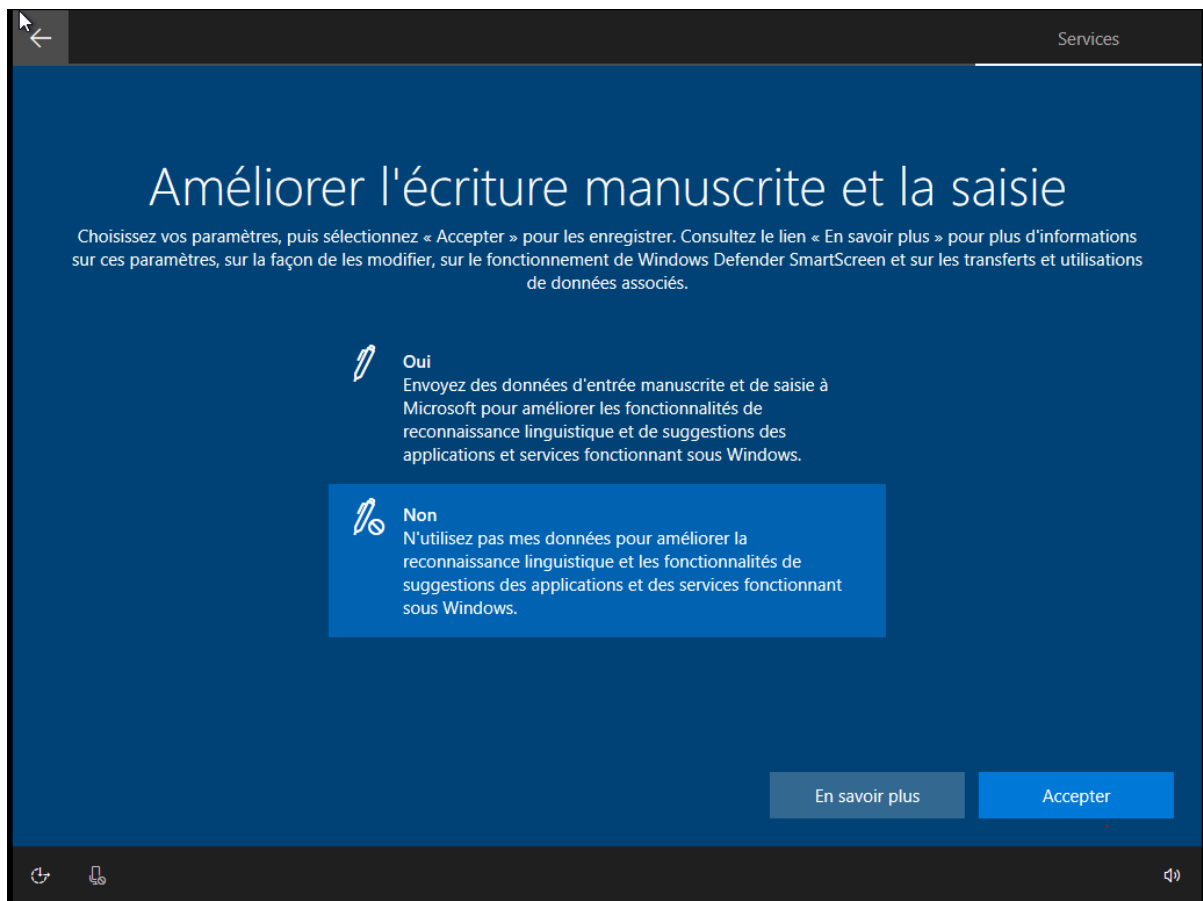 Services
Améliorer l'écriture manuscrite et la saisie
Choisissez vos paramètres, puis sélectionnez « Accepter » pour les enregistrer. Consultez le lien « En savoir plus » pour plus d'informations
sur ces paramètres, sur la façon de les modifier, sur le fonctionnement de Windows Defender SmartScreen et sur les transferts et utilisations
de données associés.
Oui
Envoyez des données d'entrée manuscrite et de saisie à
Microsoft pour améliorer les fonctionnalités de
reconnaissance linguistique et de suggestions des
applications et services fonctionnant sous Windows.
Non
N'utilisez pas mes données pour améliorer la
reconnaissance linguistique et les fonctionnalités de
suggestions des applications et des services fonctionnant
sous Windows.
En savoir plus
Accepter